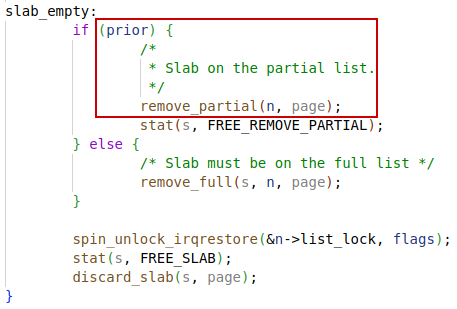 slab_empty:
if (prior) {
/*
* Slab on the partial list.
*/
remove_partial(n, page);
stat(s, FREE_REMOVE_PARTIAL);
} else {
/* Slab must be on the full list */
remove_full(s, n, page);
}
spin_unlock_irqrestore(&n->list_lock, flags);
stat(s, FREE_SLAB);
discard_slab(s, page);
}